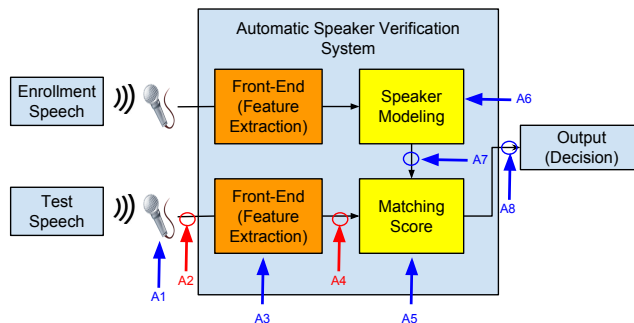 Automatic Speaker Verification
System
Enrollment
Speech
Front-End
(Feature
Extraction)
Speaker
Modeling
A6
A7
Output
(Decision)
A8
Test
Speech
Front-End
(Feature
Extraction)
Matching
Score
A1
A2
A3
A4
A5